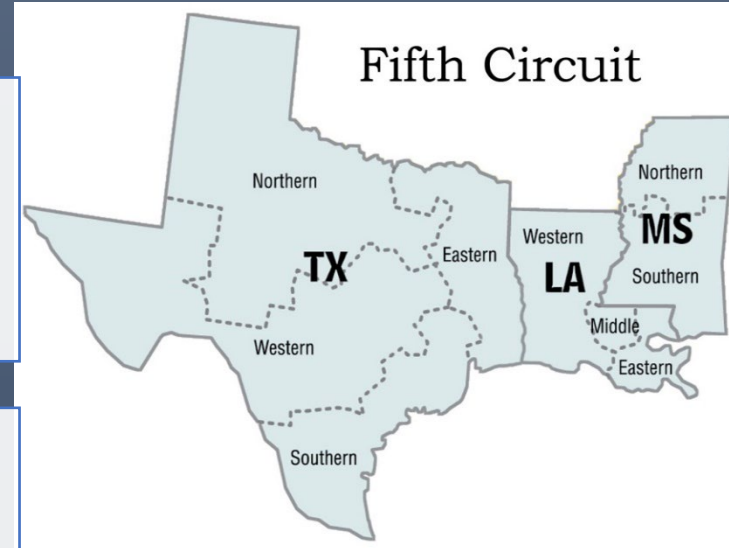 Fifth Circuit
Northern
TX
Eastern
Western
Southern
Western
LA
Middle
Eastern
Northern
MS
Southern